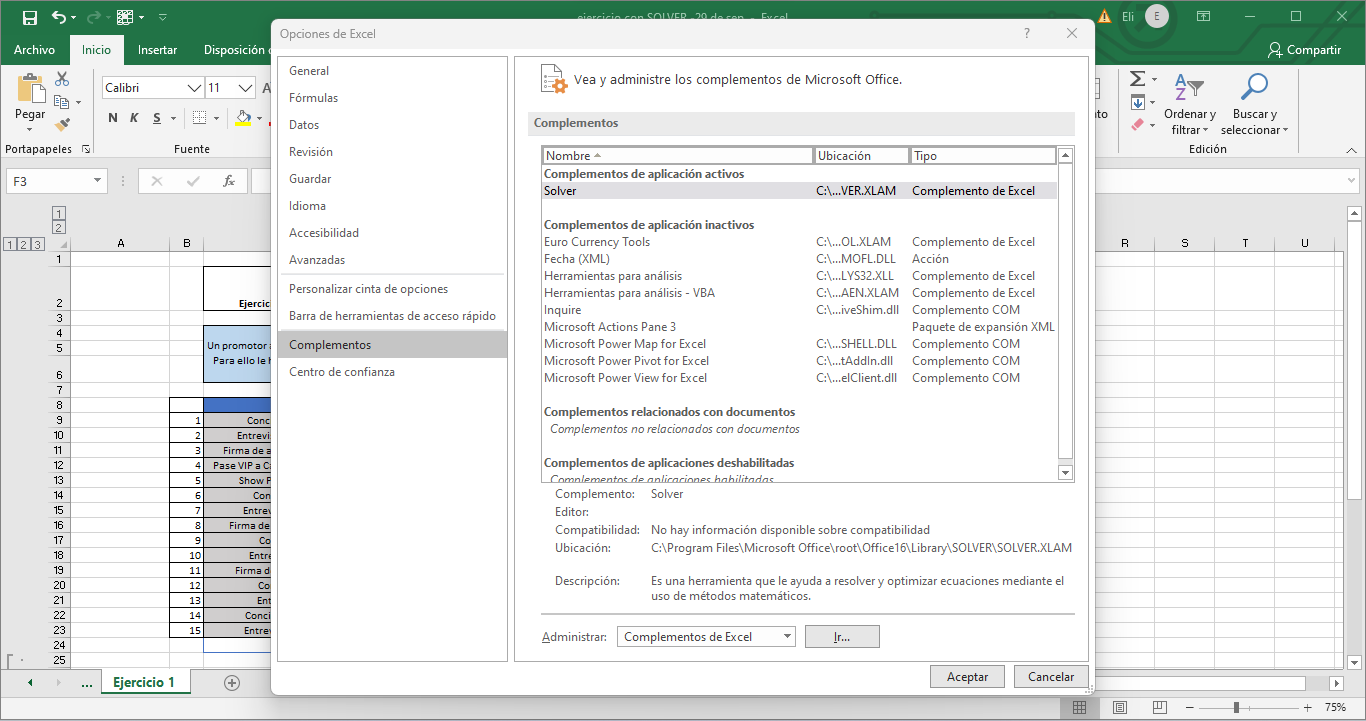 ejercicio con SOLVER -29 de sep - Excel
Eli E
Archivo Inicio Insertar Disposición
Compartir
Opciones de Excel
Pegar
Portapapeles
Calibri 11
N K S
Fuente
Ordenar y filtrar
Buscar y seleccionar
Edición
F3
fx
General
Fórmulas
Datos
Revisión
Guardar
Idioma
Accesibilidad
Avanzadas
Personalizar cinta de opciones
Barra de herramientas de acceso rápido
Complementos
Centro de confianza
Vea y administre los complementos de Microsoft Office.
Complementos
Nombre Ubicación Tipo
Complementos de aplicación activos
Solver C:\...VER.XLAM Complemento de Excel
Complementos de aplicación inactivos
Euro Currency Tools C:\...OL.XLAM Complemento de Excel
Fecha (XML) C:\...MOFL.DLL Acción
Herramientas para análisis C:\...LYS32.XLL Complemento de Excel
Herramientas para análisis - VBA C:\...AEN.XLAM Complemento de Excel
Inquire C:\...iveShim.dll Complemento COM
Microsoft Actions Pane 3 Paquete de expansión XML
Microsoft Power Map for Excel C:\...SHELL.DLL Complemento COM
Microsoft Power Pivot for Excel C:\...tAddIn.dll Complemento COM
Microsoft Power View for Excel C:\...elClient.dll Complemento COM
Complementos relacionados con documentos
Complementos no relacionados con documentos
Complementos de aplicaciones deshabilitadas
Complementos de aplicaciones habilitadas
Complemento: Solver
Editor:
Compatibilidad: No hay información disponible sobre compatibilidad
Ubicación: C:\Program Files\Microsoft Office\root\Office16\Library\SOLVER\SOLVER.XLAM
Descripción: Es una herramienta que le ayuda a resolver y optimizar ecuaciones mediante el
uso de métodos matemáticos.
Administrar: Complementos de Excel Ir...
Aceptar Cancelar
1
2
1 2 3
A B R S T U
1
2 Ejercic
3
4
5 Un promotor a
6 Para ello le h
7
8
9 1 Conc
10 2 Entrevi
11 3 Firma de a
12 4 Pase VIP a Ca
13 5 Show P
14 6 Con
15 7 Entrev
16 8 Firma de
17 9 Co
18 10 Entre
19 11 Firma d
20 12 Co
21 13 Ent
22 14 Conci
23 15 Entrev
24
25
... Ejercicio 1
75%